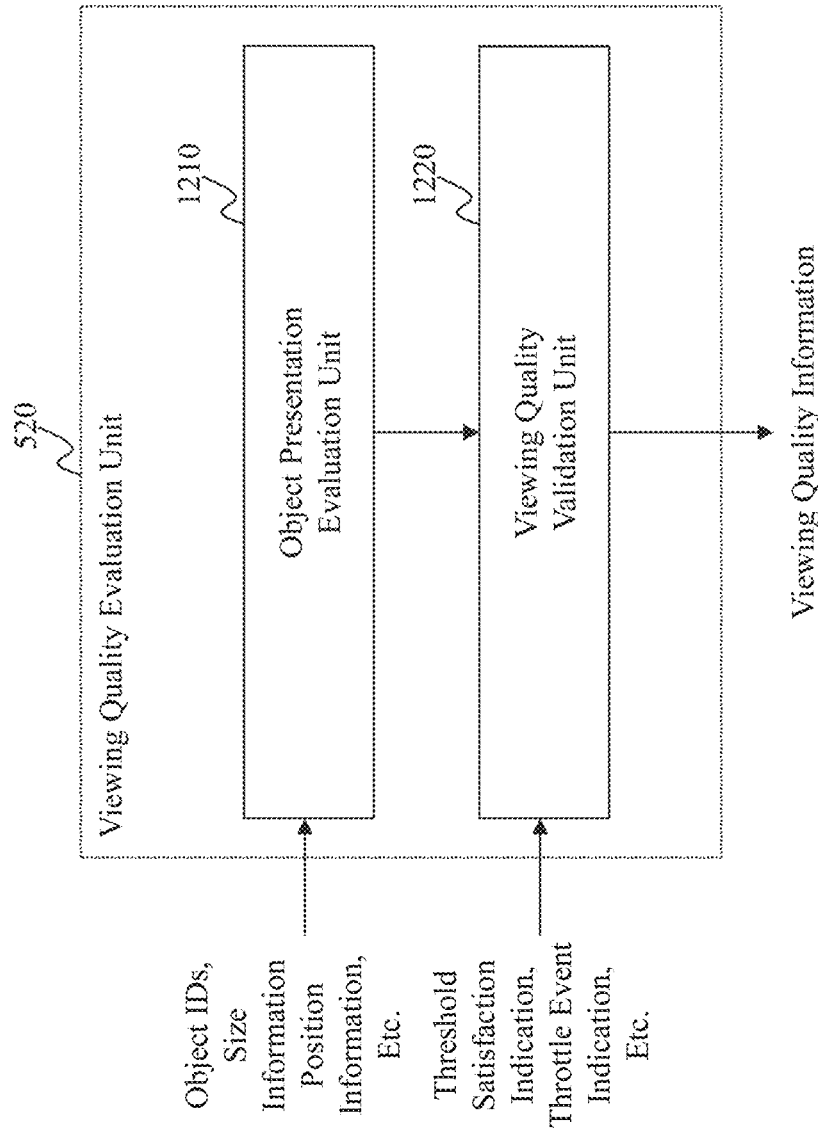 520
Viewing Quality Evaluation Unit
1210
Object Presentation
Evaluation Unit
1220
Viewing Quality
Validation Unit
Object IDs,
Size
Information
Position
Information,
Etc.
Threshold
Satisfaction
Indication,
Throttle Event
Indication,
Etc.
Viewing Quality Information